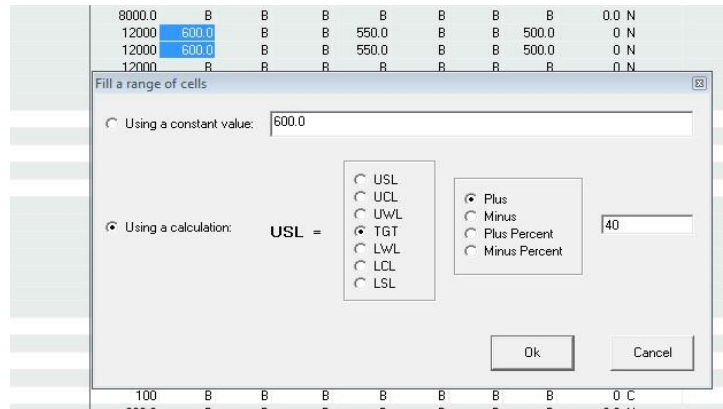 8000.0 B B B B B B 0.0 N
12000 600.0 B B 550.0 B B 500.0 0 N
12000 600.0 B B 550.0 B B 500.0 0 N
12000 B B B B B B B 0 N
Fill a range of cells
Using a constant value: 600.0
USL
UCL
UWL
TGT
LWL
LCL
LSL
Plus
Minus
Plus Percent
Minus Percent
Using a calculation: USL = 40
Ok Cancel
100 B B B B B B B 0 C